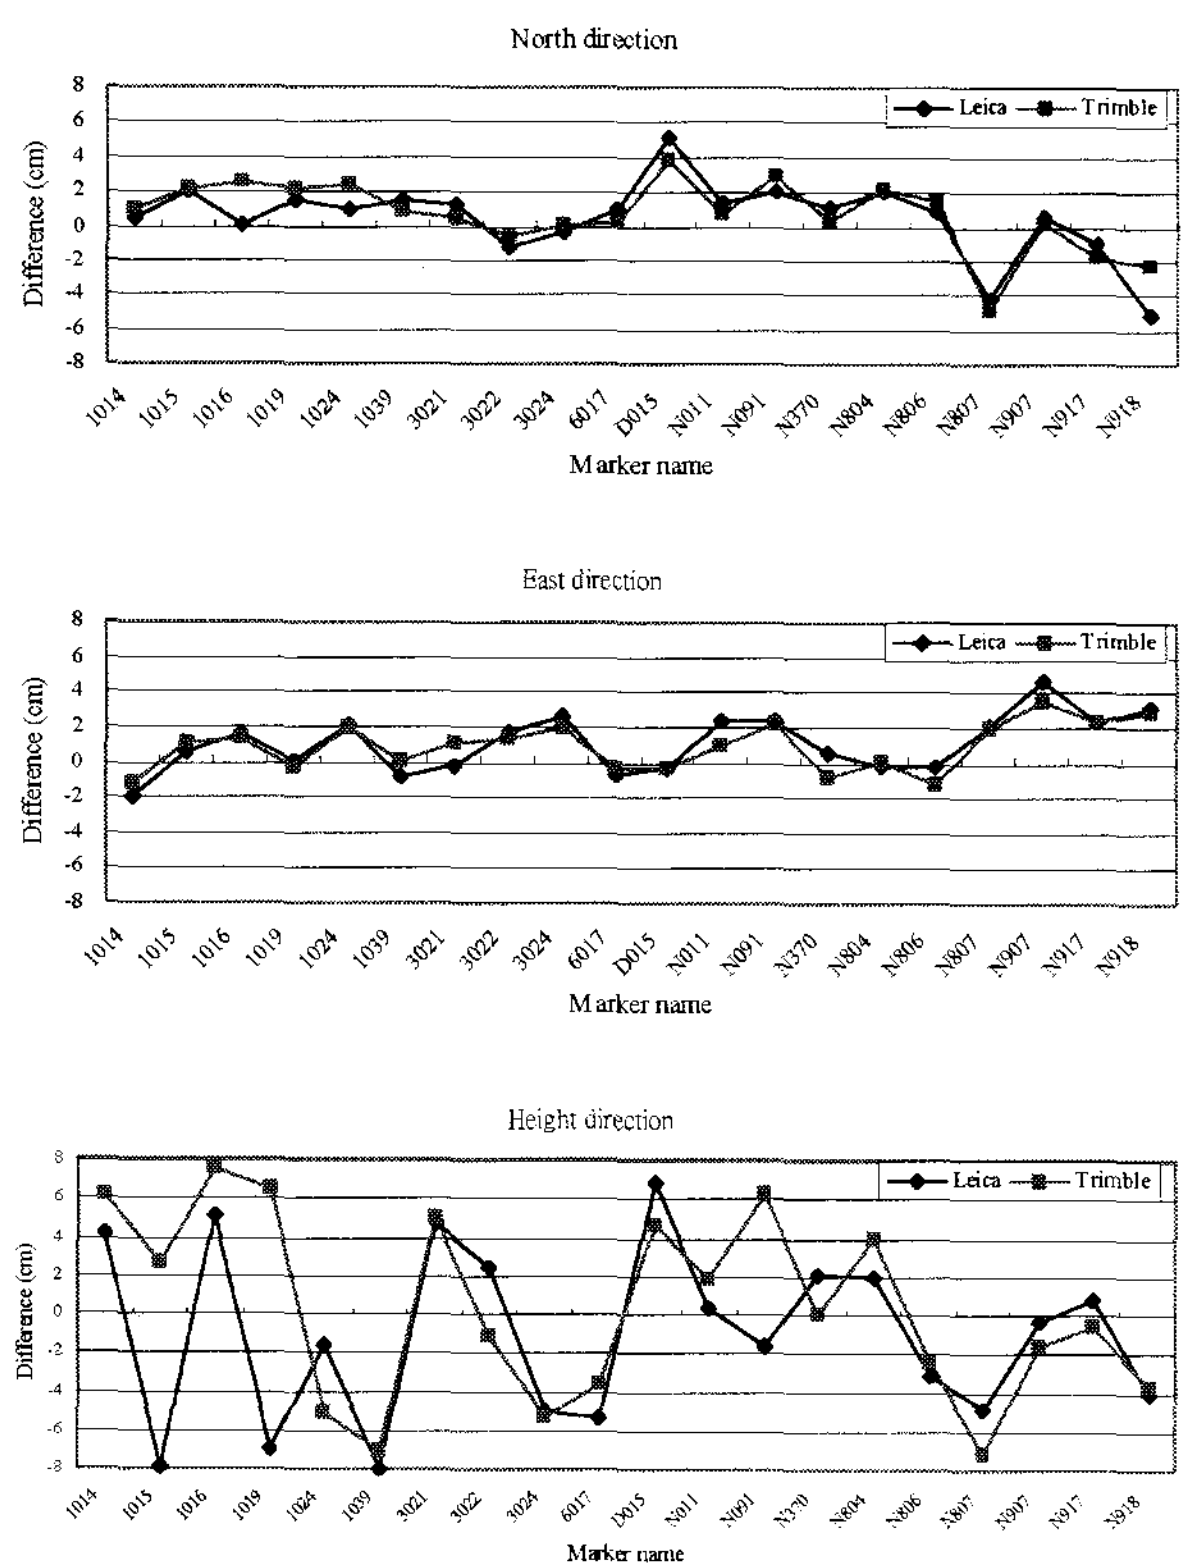 North direction
8
6
4
2
0
-2
-4
-6
-8
Difference (cm)
Leica Trimble
1014 1015 1016 1019 1024 1039 3021 3022 3024 6017 D015 N011 N091 N370 N804 N806 N807 N907 N917 N918
Marker name
East direction
8
6
4
2
0
-2
-4
-6
-8
Difference (cm)
Leica Trimble
1014 1015 1016 1019 1024 1039 3021 3022 3024 6017 D015 N011 N091 N370 N804 N806 N807 N907 N917 N918
Marker name
Height direction
8
6
4
2
0
-2
-4
-6
-8
Difference (cm)
Leica Trimble
1014 1015 1016 1019 1024 1039 3021 3022 3024 6017 D015 N011 N091 N370 N804 N806 N807 N907 N917 N918
Marker name